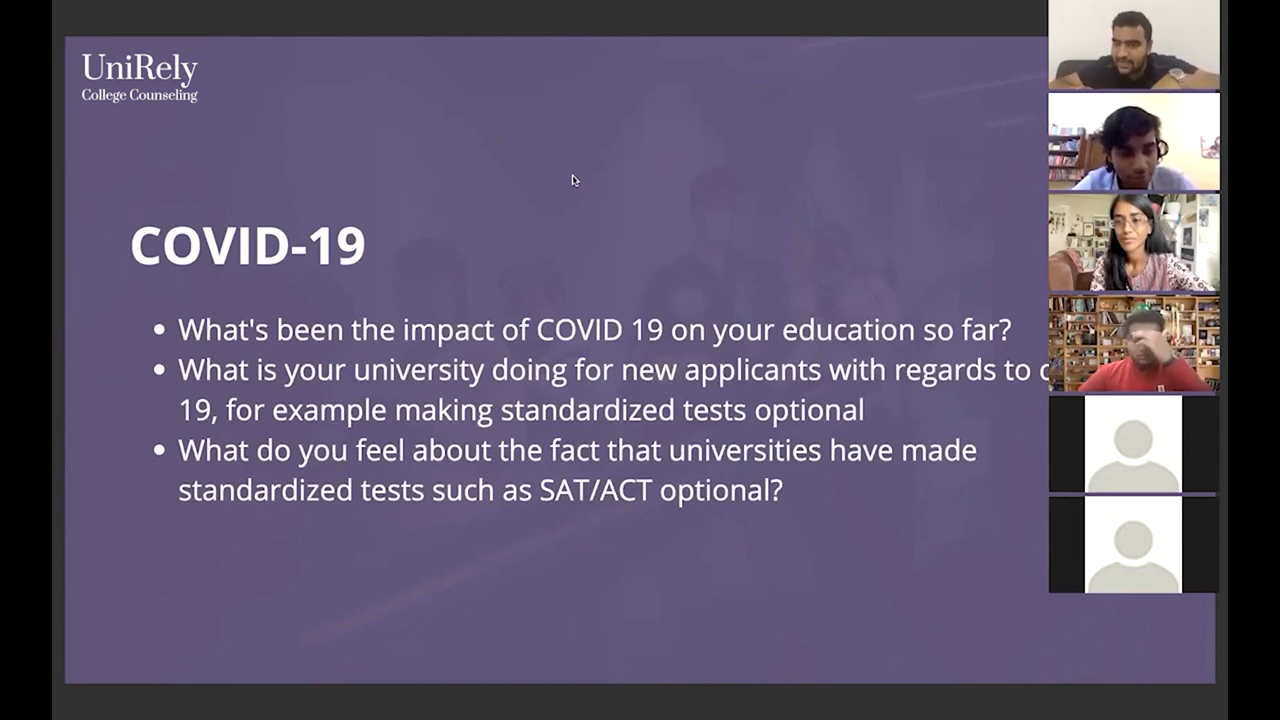 UniRely
College Counseling
COVID-19
• What's been the impact of COVID 19 on your education so far?
• What is your university doing for new applicants with regards to
19, for example making standardized tests optional
• What do you feel about the fact that universities have made
standardized tests such as SAT/ACT optional?